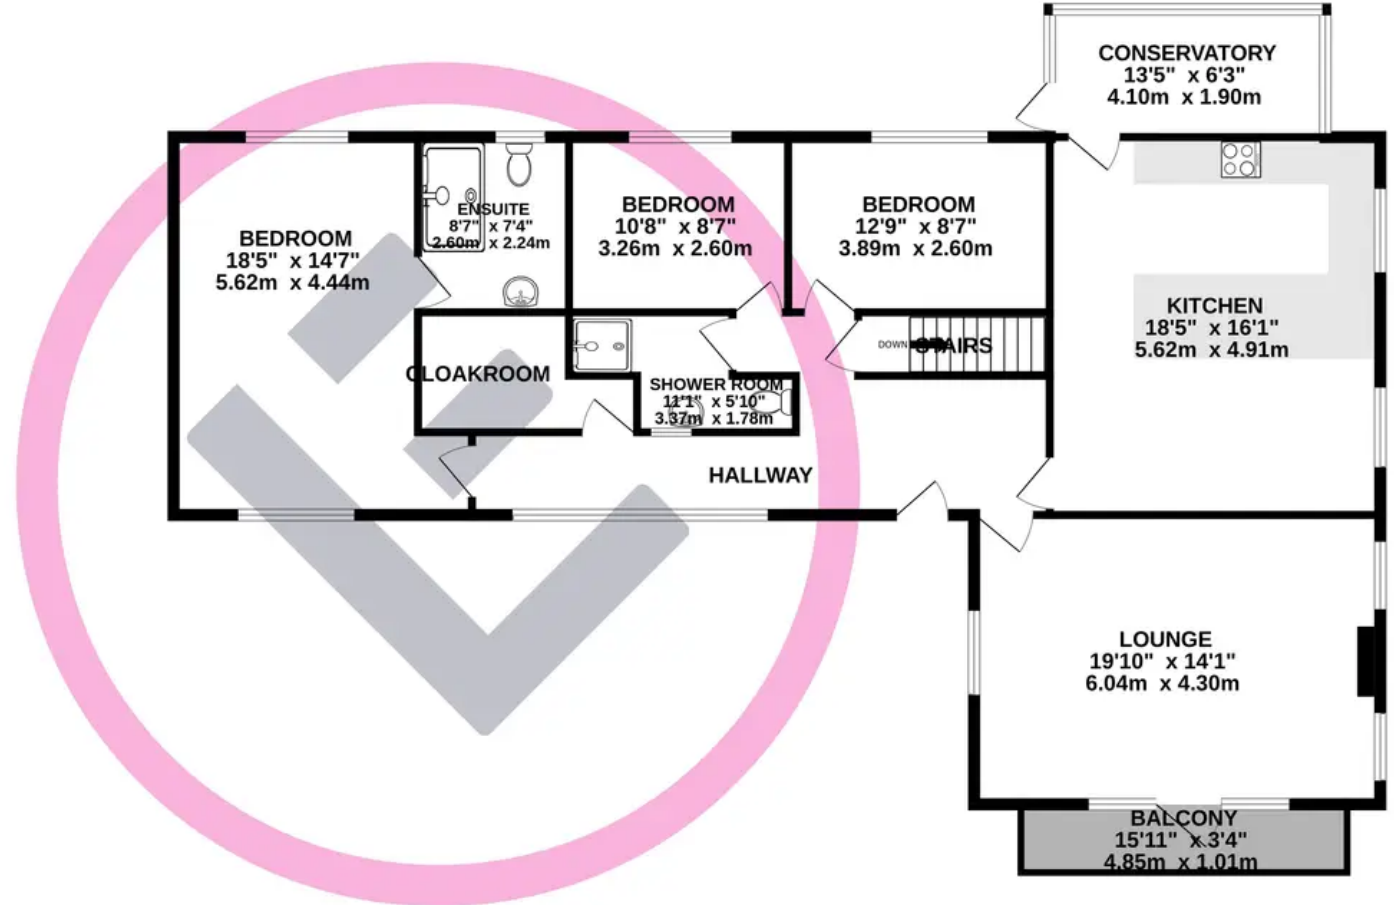 CONSERVATORY
13'5" x 6'3"
4.10m x 1.90m
BEDROOM
18'5" x 14'7"
5.62m x 4.44m
ENSUITE
8'7" x 7'4"
2.60m x 2.24m
BEDROOM
10'8" x 8'7"
3.26m x 2.60m
BEDROOM
12'9" x 8'7"
3.89m x 2.60m
KITCHEN
18'5" x 16'1"
5.62m x 4.91m
CLOAKROOM
SHOWER ROOM
11'1" x 5'10"
3.37m x 1.78m
DOWN
STAIRS
HALLWAY
LOUNGE
19'10" x 14'1"
6.04m x 4.30m
BALCONY
15'11" x 3'4"
4.85m x 1.01m